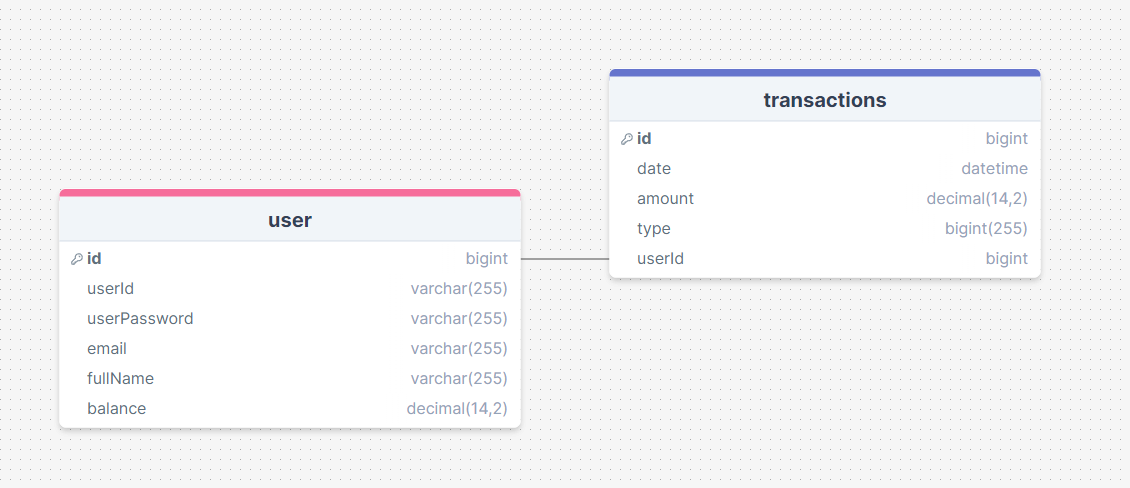 user
id bigint
userId varchar(255)
userPassword varchar(255)
email varchar(255)
fullName varchar(255)
balance decimal(14,2)
transactions
id bigint
date datetime
amount decimal(14,2)
type bigint(255)
userId bigint